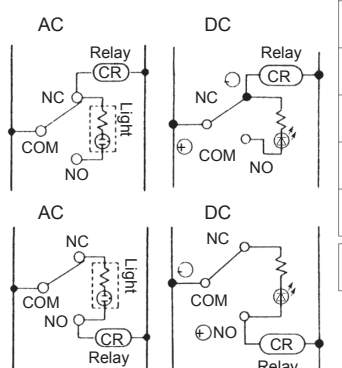 AC DC
Relay Relay
CR - CR
NC NC
Light
COM + COM
NO NO
AC DC
NC NC
Light -
COM COM
NO + NO
CR CR
Relay Relay